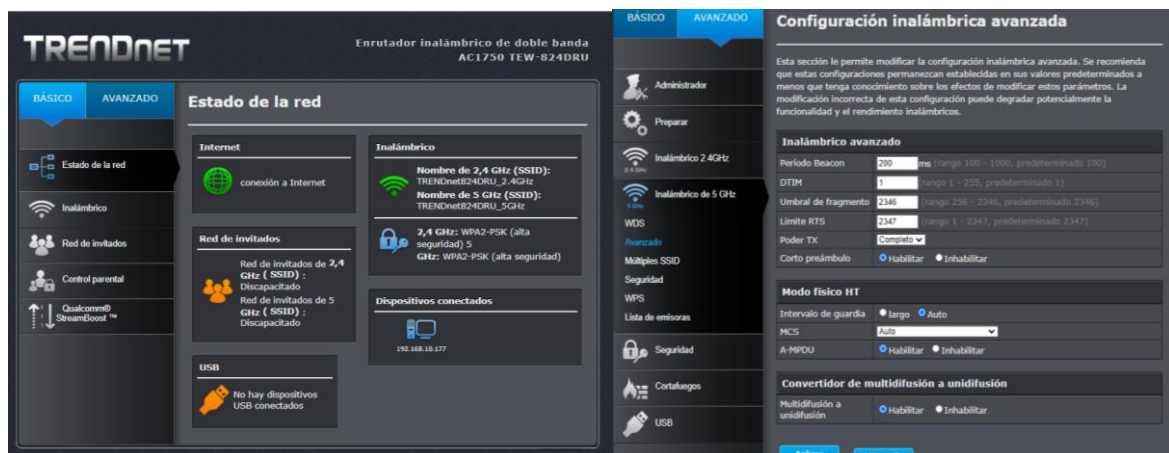 TRENDnet
Enrutador inalámbrico de doble banda
AC1750 TEW-824DRU
BÁSICO
AVANZADO
Estado de la red
Inalámbrico
Red de invitados
Control parental
Qualcomm®
StreamBoost ™
Estado de la red
Internet
conexión a Internet
Red de invitados
Red de invitados de 2,4
GHz ( SSID) :
Discapacitado
Red de invitados de 5
GHz ( SSID) :
Discapacitado
USB
No hay dispositivos
USB conectados
Inalámbrico
Nombre de 2,4 GHz (SSID):
TRENDnet824DRU_2.4GHz
Nombre de 5 GHz (SSID):
TRENDnet824DRU_5GHz
2,4 GHz: WPA2-PSK (alta
seguridad) 5
GHz: WPA2-PSK (alta seguridad)
Dispositivos conectados
192.168.10.177
BÁSICO
AVANZADO
Administrador
Preparar
Inalámbrico 2.4GHz
2.4 GHz
Inalámbrico de 5 GHz
5 GHz
WDS
Avanzado
Múltiples SSID
Seguridad
WPS
Lista de emisoras
Seguridad
Cortafuegos
USB
Configuración inalámbrica avanzada
Esta sección le permite modificar la configuración inalámbrica avanzada. Se recomienda
que estas configuraciones permanezcan establecidas en sus valores predeterminados a
menos que tenga conocimiento sobre los efectos de modificar estos parámetros. La
modificación incorrecta de esta configuración puede degradar potencialmente la
funcionalidad y el rendimiento inalámbricos.
Inalámbrico avanzado
Período Beacon 200 ms (rango 100 - 1000, predeterminado 100)
DTIM 1 (rango 1 - 255, predeterminado 1)
Umbral de fragmento 2346 (rango 256 - 2346, predeterminado 2346)
Límite RTS 2347 (rango 1 - 2347, predeterminado 2347)
Poder TX Completo
Corto preámbulo Habilitar Inhabilitar
Modo físico HT
Intervalo de guardia largo Auto
MCS Auto
A-MPDU Habilitar Inhabilitar
Convertidor de multidifusión a unidifusión
Multidifusión a
unidifusión Habilitar Inhabilitar